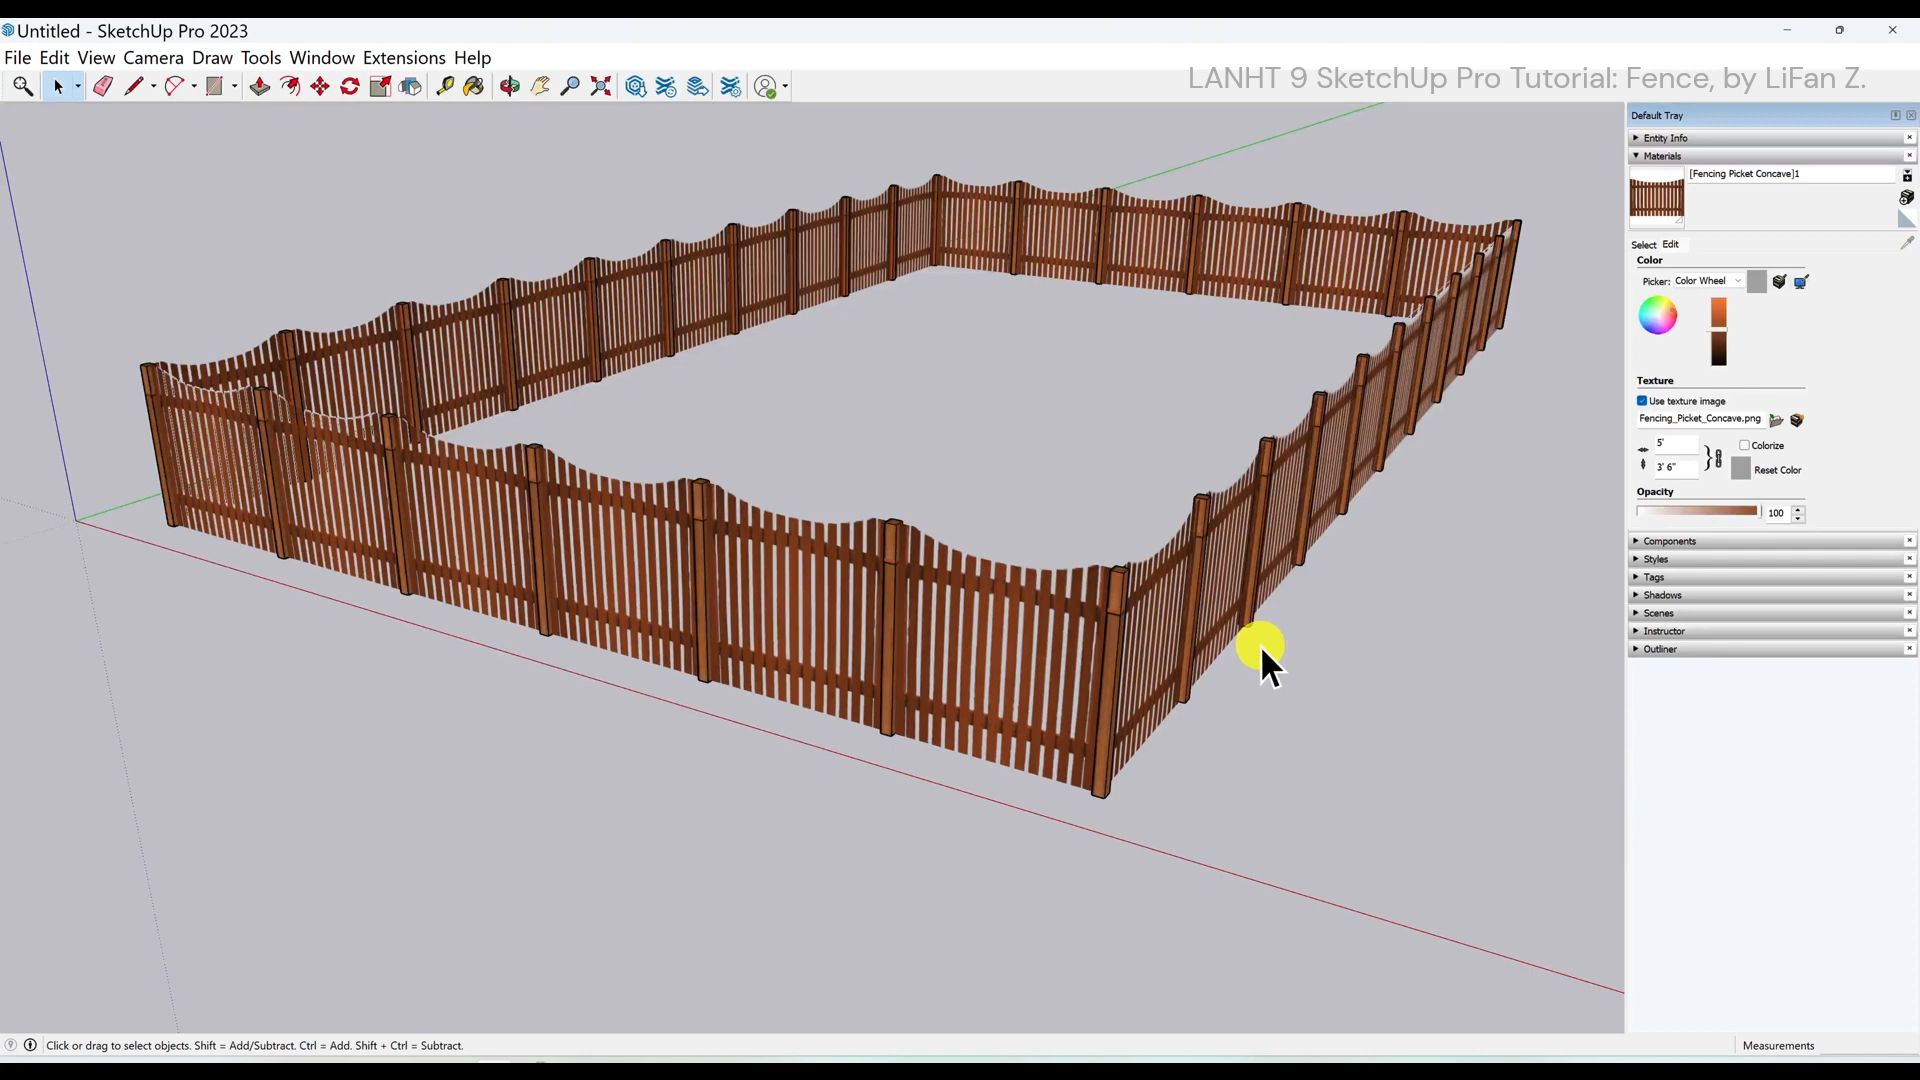 Untitled - SketchUp Pro 2023
File Edit View Camera Draw Tools Window Extensions Help
LANHT 9 SketchUp Pro Tutorial: Fence, by LiFan Z.
Default Tray
Entity Info
Materials
[Fencing Picket Concave]1
Select Edit
Color
Picker: Color Wheel
Texture
Use texture image
Fencing_Picket_Concave.png
5'
Colorize
3' 6"
Reset Color
Opacity
100
Components
Styles
Tags
Shadows
Scenes
Instructor
Outliner
Click or drag to select objects. Shift = Add/Subtract. Ctrl = Add. Shift + Ctrl = Subtract.
Measurements